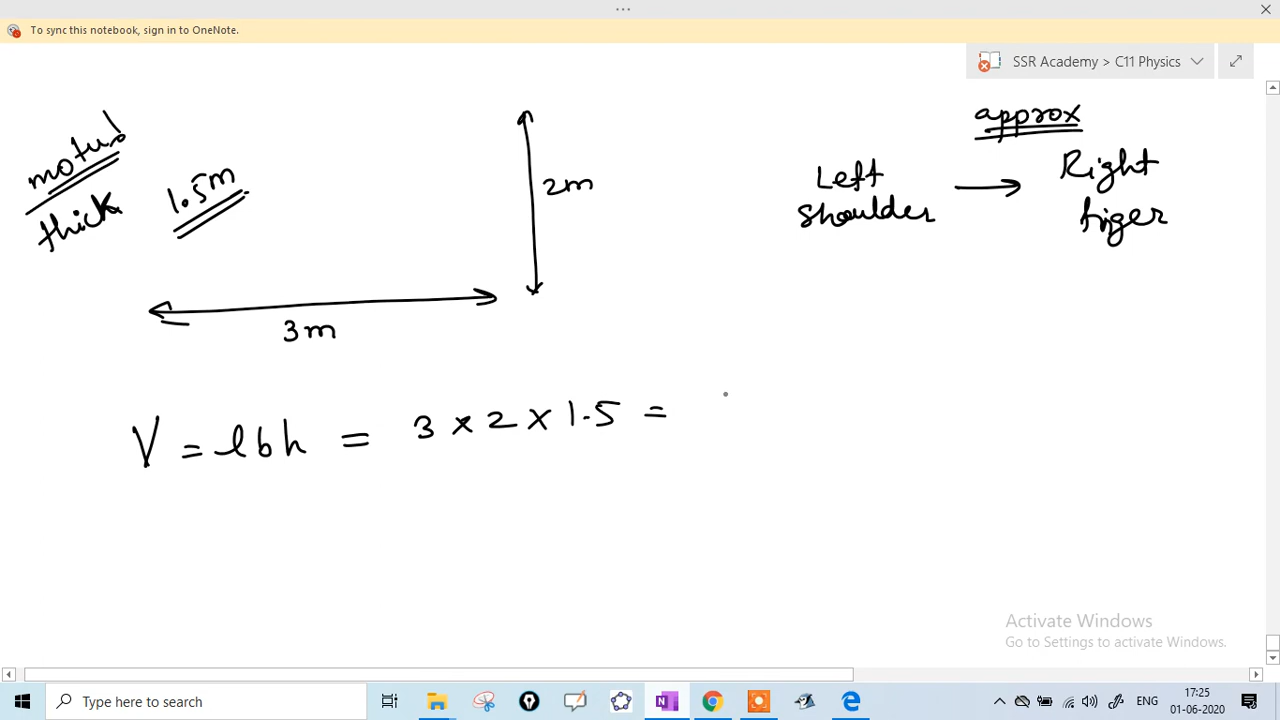 To sync this notebook, sign in to OneNote.
SSR Academy > C11 Physics
thick
1.5m
2m
3m
approx
Left
shoulder
Right
V = lbh = 3 × 2 × 1.5 =
Activate Windows
Go to Settings to activate Windows.
Type here to search
ENG
17:25
01-06-2020